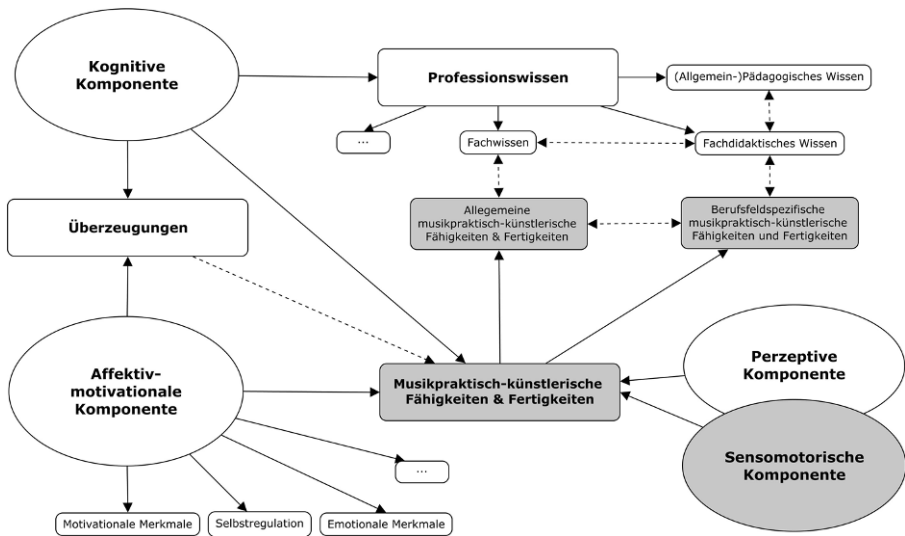 Kognitive
Komponente
Professionswissen
(Allgemein-)Pädagogisches Wissen
...
Fachwissen
Fachdidaktisches Wissen
Überzeugungen
Allegemeine
musikpraktisch-künstlerische
Fähigkeiten & Fertigkeiten
Berufsfeldspezifische
musikpraktisch-künstlerische
Fähigkeiten und Fertigkeiten
Affektiv-
motivationale
Komponente
Musikpraktisch-künstlerische
Fähigkeiten & Fertigkeiten
Perzeptive
Komponente
Sensomotorische
Komponente
...
Motivationale Merkmale
Selbstregulation
Emotionale Merkmale